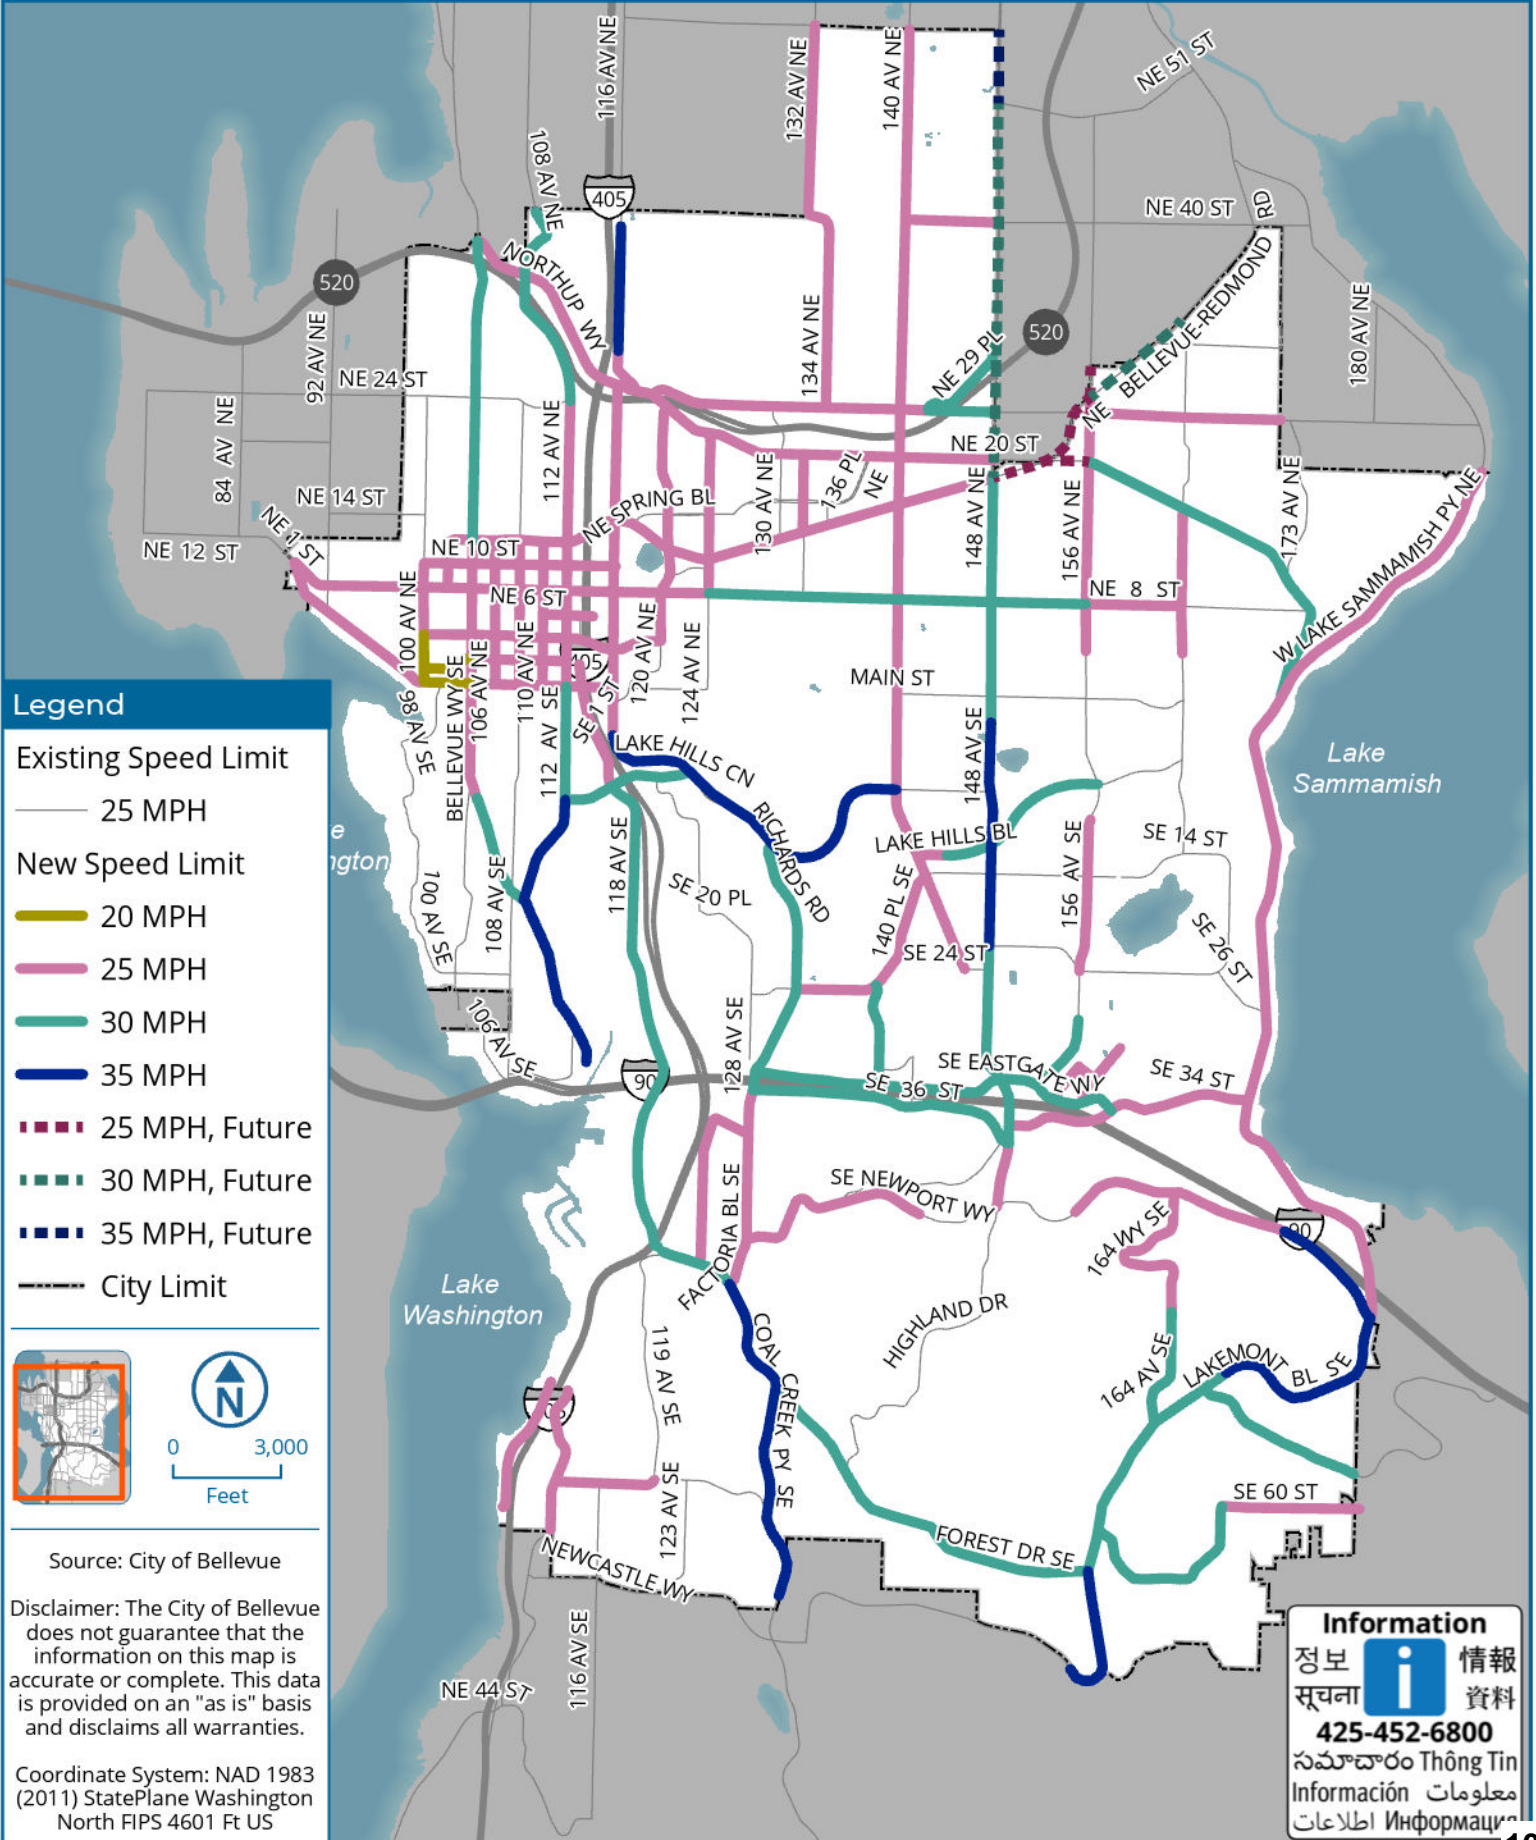 116 AV NE
132 AV NE
140 AV NE
NE 51 ST
108 AV NE
405
NE 40 ST
RD
NORTHUP WY
520
92 AV NE
134 AV NE
NE 29 PL
520
BELLEVUE-REDMOND
NE
180 AV NE
NE 24 ST
84 AV NE
112 AV NE
NE 20 ST
NE 14 ST
NE SPRING BL
130 AV NE
136 PL
NE
148 AV NE
156 AV NE
173 AV NE
W LAKE SAMMAMISH PY NE
NE 12 ST
NE 1 ST
NE 10 ST
NE 6 ST
NE 8 ST
100 AV NE
106 AV NE
110 AV NE
405
120 AV NE
124 AV NE
MAIN ST
98 AV SE
BELLEVUE WY SE
112 AV SE
SE 1 ST
LAKE HILLS CN
148 AV SE
Lake
Sammamish
RICHARDS RD
LAKE HILLS BL
156 AV SE
SE 14 ST
118 AV SE
SE 20 PL
140 PL SE
SE 24 ST
SE 26 ST
100 AV SE
108 AV SE
106 AV SE
128 AV SE
90
SE EASTGATE WY
SE 36 ST
SE 34 ST
SE NEWPORT WY
FACTORIA BL SE
164 WY SE
90
Lake
Washington
HIGHLAND DR
119 AV SE
COAL CREEK PY SE
164 AV SE
LAKEMONT BL SE
123 AV SE
SE 60 ST
FOREST DR SE
NEWCASTLE WY
116 AV SE
NE 44 ST
Legend
Existing Speed Limit
25 MPH
New Speed Limit
20 MPH
25 MPH
30 MPH
35 MPH
25 MPH, Future
30 MPH, Future
35 MPH, Future
City Limit
N
0 3,000
Feet
Source: City of Bellevue
Disclaimer: The City of Bellevue
does not guarantee that the
information on this map is
accurate or complete. This data
is provided on an "as is" basis
and disclaims all warranties.
Coordinate System: NAD 1983
(2011) StatePlane Washington
North FIPS 4601 Ft US
Information
정보 i 情報
सूचना 資料
425-452-6800
సమాచారం Thông Tin
Información معلومات
اطلاعات